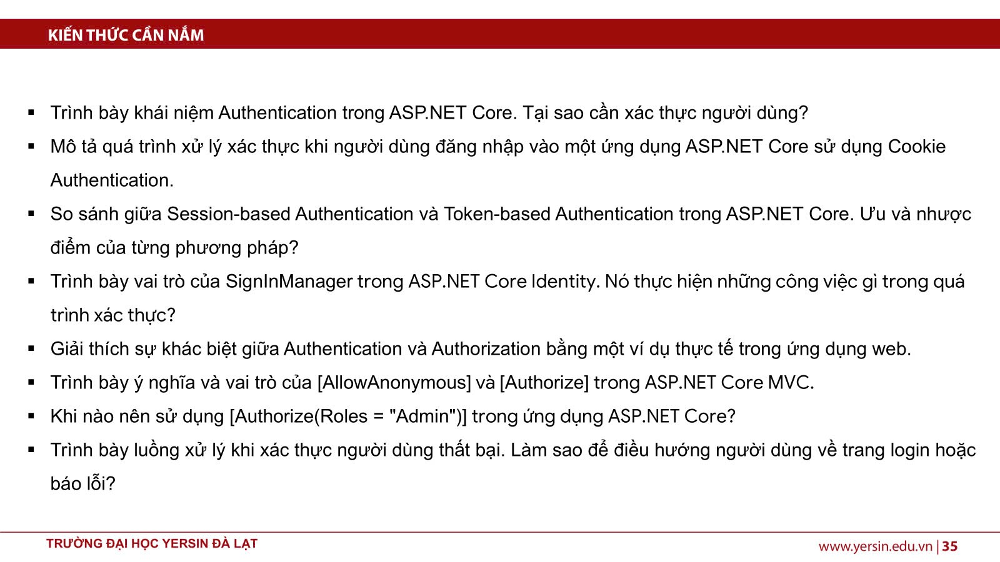 KIẾN THỨC CẦN NẮM
▪ Trình bày khái niệm Authentication trong ASP.NET Core. Tại sao cần xác thực người dùng?
▪ Mô tả quá trình xử lý xác thực khi người dùng đăng nhập vào một ứng dụng ASP.NET Core sử dụng Cookie
Authentication.
▪ So sánh giữa Session-based Authentication và Token-based Authentication trong ASP.NET Core. Ưu và nhược
điểm của từng phương pháp?
▪ Trình bày vai trò của SignInManager trong ASP.NET Core Identity. Nó thực hiện những công việc gì trong quá
trình xác thực?
▪ Giải thích sự khác biệt giữa Authentication và Authorization bằng một ví dụ thực tế trong ứng dụng web.
▪ Trình bày ý nghĩa và vai trò của [AllowAnonymous] và [Authorize] trong ASP.NET Core MVC.
▪ Khi nào nên sử dụng [Authorize(Roles = "Admin")] trong ứng dụng ASP.NET Core?
▪ Trình bày luồng xử lý khi xác thực người dùng thất bại. Làm sao để điều hướng người dùng về trang login hoặc
báo lỗi?
TRƯỜNG ĐẠI HỌC YERSIN ĐÀ LẠT
www.yersin.edu.vn | 35